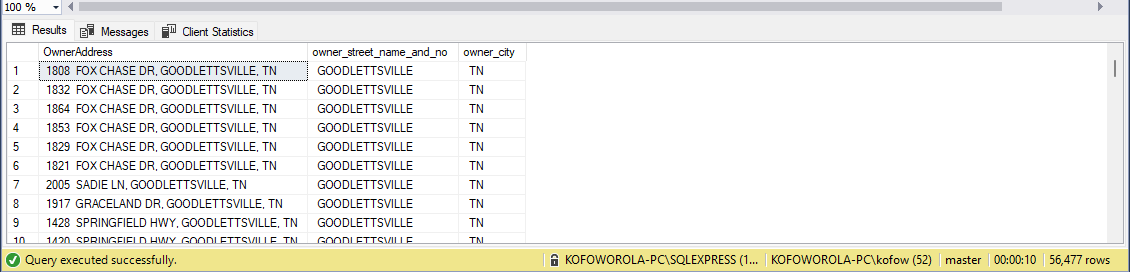 100 %
Results Messages Client Statistics
OwnerAddress owner_street_name_and_no owner_city
1 1808 FOX CHASE DR, GOODLETTSVILLE, TN GOODLETTSVILLE TN
2 1832 FOX CHASE DR, GOODLETTSVILLE, TN GOODLETTSVILLE TN
3 1864 FOX CHASE DR, GOODLETTSVILLE, TN GOODLETTSVILLE TN
4 1853 FOX CHASE DR, GOODLETTSVILLE, TN GOODLETTSVILLE TN
5 1829 FOX CHASE DR, GOODLETTSVILLE, TN GOODLETTSVILLE TN
6 1821 FOX CHASE DR, GOODLETTSVILLE, TN GOODLETTSVILLE TN
7 2005 SADIE LN, GOODLETTSVILLE, TN GOODLETTSVILLE TN
8 1917 GRACELAND DR, GOODLETTSVILLE, TN GOODLETTSVILLE TN
9 1428 SPRINGFIELD HWY, GOODLETTSVILLE, TN GOODLETTSVILLE TN
10 1420 SPRINGFIELD HWY, GOODLETTSVILLE, TN GOODLETTSVILLE TN
Query executed successfully. KOFOWOROLA-PC\SQLEXPRESS (1... KOFOWOROLA-PC\kofow (52) master 00:00:10 56,477 rows